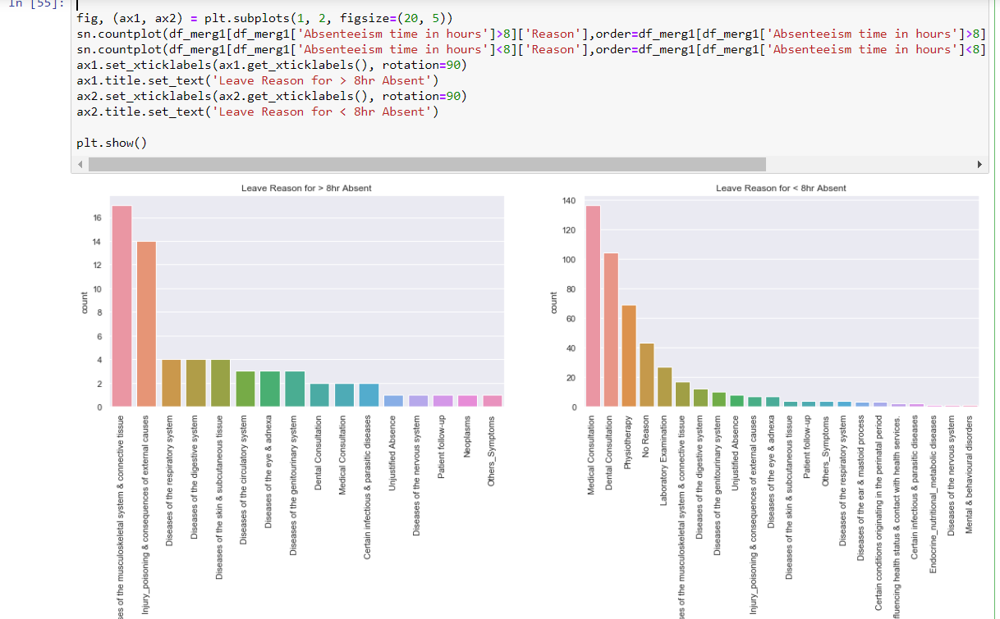 In [55]:
fig, (ax1, ax2) = plt.subplots(1, 2, figsize=(20, 5))
sn.countplot(df_merg1[df_merg1['Absenteeism time in hours']>8]['Reason'],order=df_merg1[df_merg1['Absenteeism time in hours']>8]
sn.countplot(df_merg1[df_merg1['Absenteeism time in hours']<8]['Reason'],order=df_merg1[df_merg1['Absenteeism time in hours']<8]
ax1.set_xticklabels(ax1.get_xticklabels(), rotation=90)
ax1.title.set_text('Leave Reason for > 8hr Absent')
ax2.set_xticklabels(ax2.get_xticklabels(), rotation=90)
ax2.title.set_text('Leave Reason for < 8hr Absent')
plt.show()
Leave Reason for > 8hr Absent
count
16
14
12
10
8
6
4
2
0
of the musculoskeletal system & connective tissue
Injury_poisoning & consequences of external causes
Diseases of the respiratory system
Diseases of the digestive system
Diseases of the skin & subcutaneous tissue
Diseases of the circulatory system
Diseases of the eye & adnexa
Diseases of the genitourinary system
Dental Consultation
Medical Consultation
Certain infectious & parasitic diseases
Unjustified Absence
Diseases of the nervous system
Patient follow-up
Neoplasms
Others_Symptoms
Leave Reason for < 8hr Absent
count
140
120
100
80
60
40
20
0
Medical Consultation
Dental Consultation
Physiotherapy
No Reason
Laboratory Examination
of the musculoskeletal system & connective tissue
Diseases of the digestive system
Diseases of the genitourinary system
Unjustified Absence
Injury_poisoning & consequences of external causes
Diseases of the eye & adnexa
Diseases of the skin & subcutaneous tissue
Patient follow-up
Others_Symptoms
Diseases of the respiratory system
Diseases of the ear & mastoid process
Certain conditions originating in the perinatal period
fluencing health status & contact with health services.
Certain infectious & parasitic diseases
Endocrine_nutritional_metabolic diseases
Diseases of the nervous system
Mental & behavioural disorders